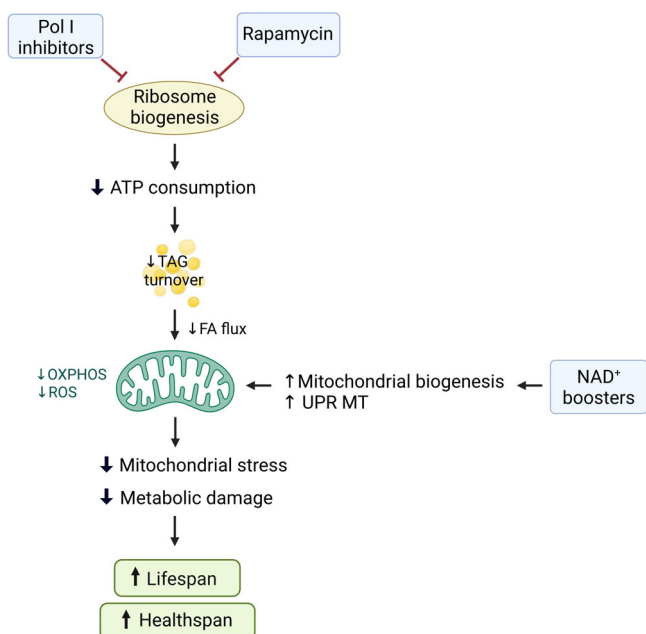 Pol I
inhibitors
Rapamycin
Ribosome
biogenesis
↓ ATP consumption
↓TAG
turnover
↓FA flux
↓OXPHOS
↓ROS
↑Mitochondrial biogenesis
↑ UPR MT
NAD⁺
boosters
↓ Mitochondrial stress
↓ Metabolic damage
↑ Lifespan
↑ Healthspan